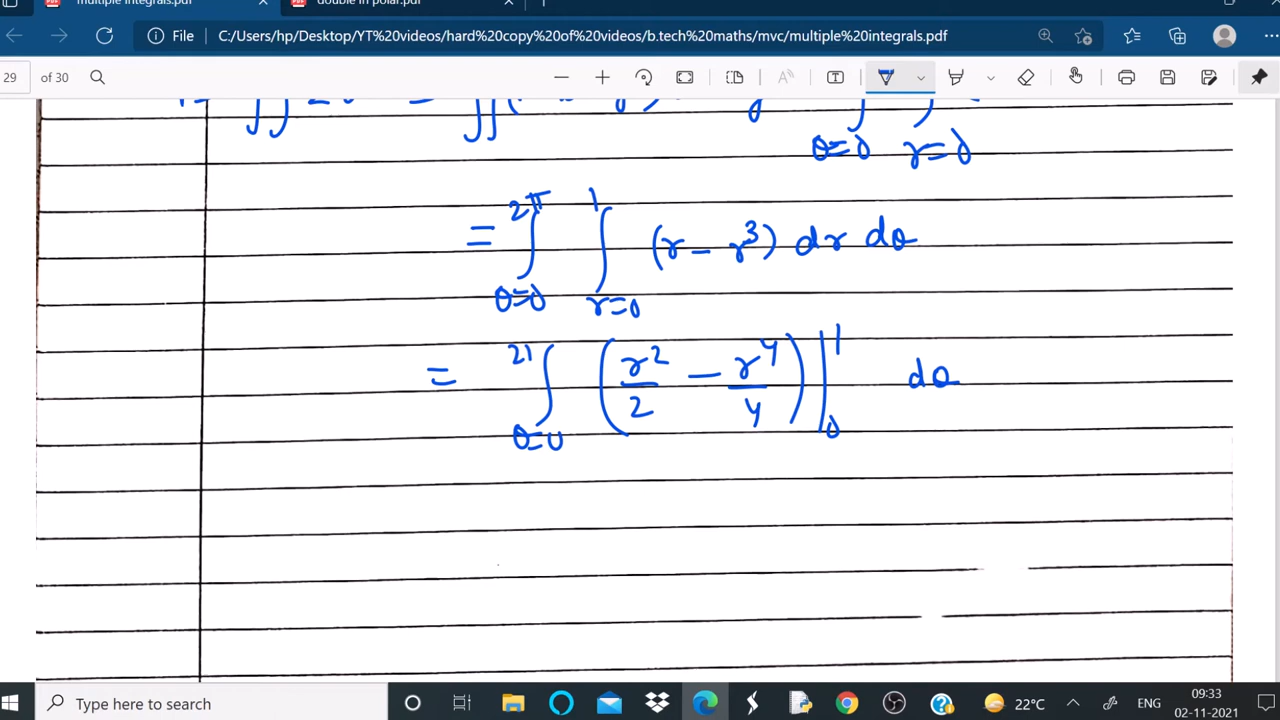 multiple integrals.pdf
double in polar.pdf
File C:/Users/hp/Desktop/YT%20videos/hard%20copy%20of%20videos/b.tech%20maths/mvc/multiple%20integrals.pdf
29 of 30
θ=0 r=0
= ∫_{θ=0}^{2π} ∫_{r=0}^{1} (r - r³) dr dθ
= ∫_{θ=0}^{2π} (r²/2 - r⁴/4)|_0^1 dθ
Type here to search
22°C
ENG
09:33
02-11-2021